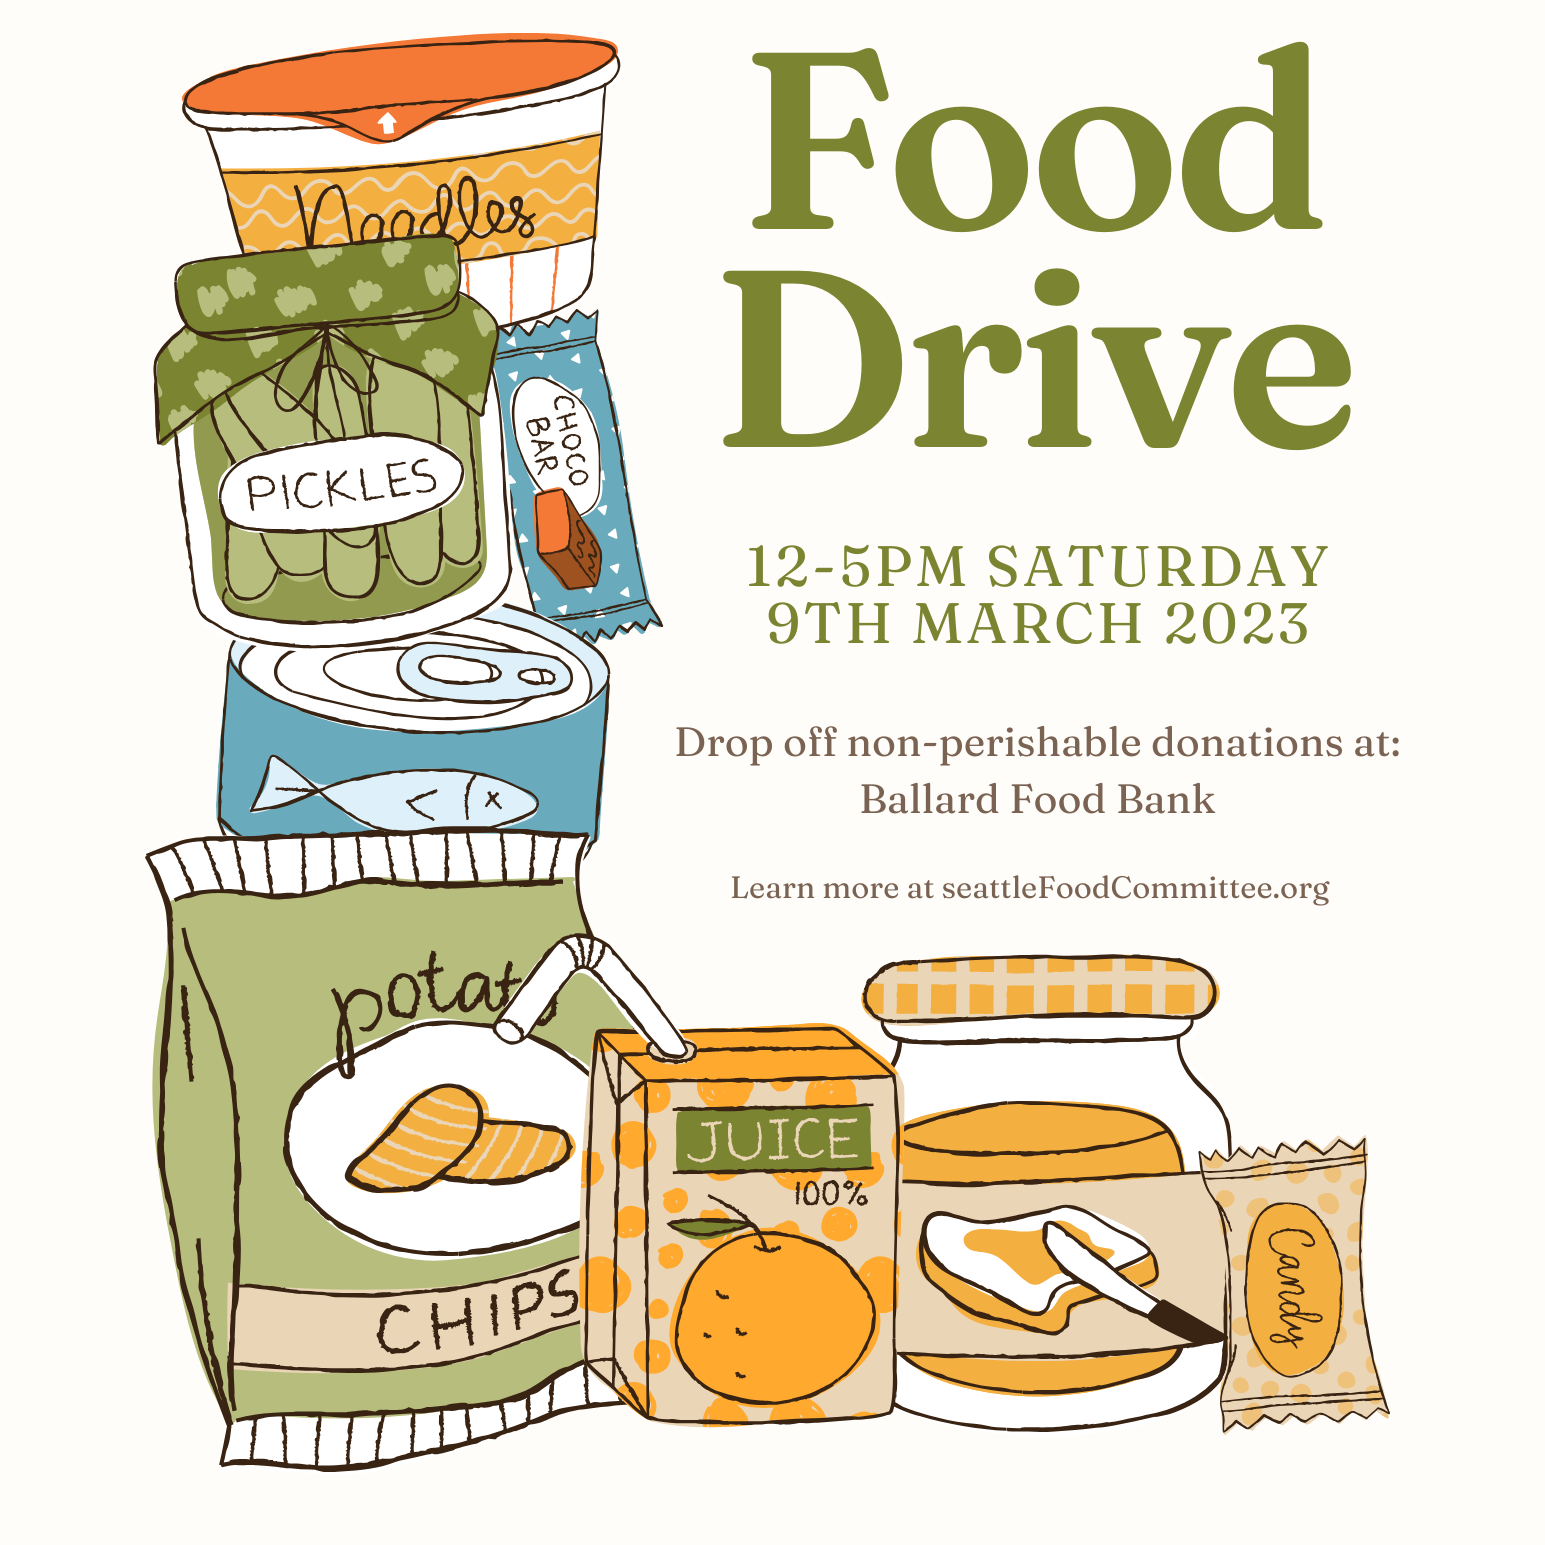 Food
Drive
12-5PM SATURDAY
9TH MARCH 2023
Drop off non-perishable donations at:
Ballard Food Bank
Learn more at seattleFoodCommittee.org
Noodles
PICKLES
CHOCO
BAR
potato
CHIPS
JUICE
100%
Candy